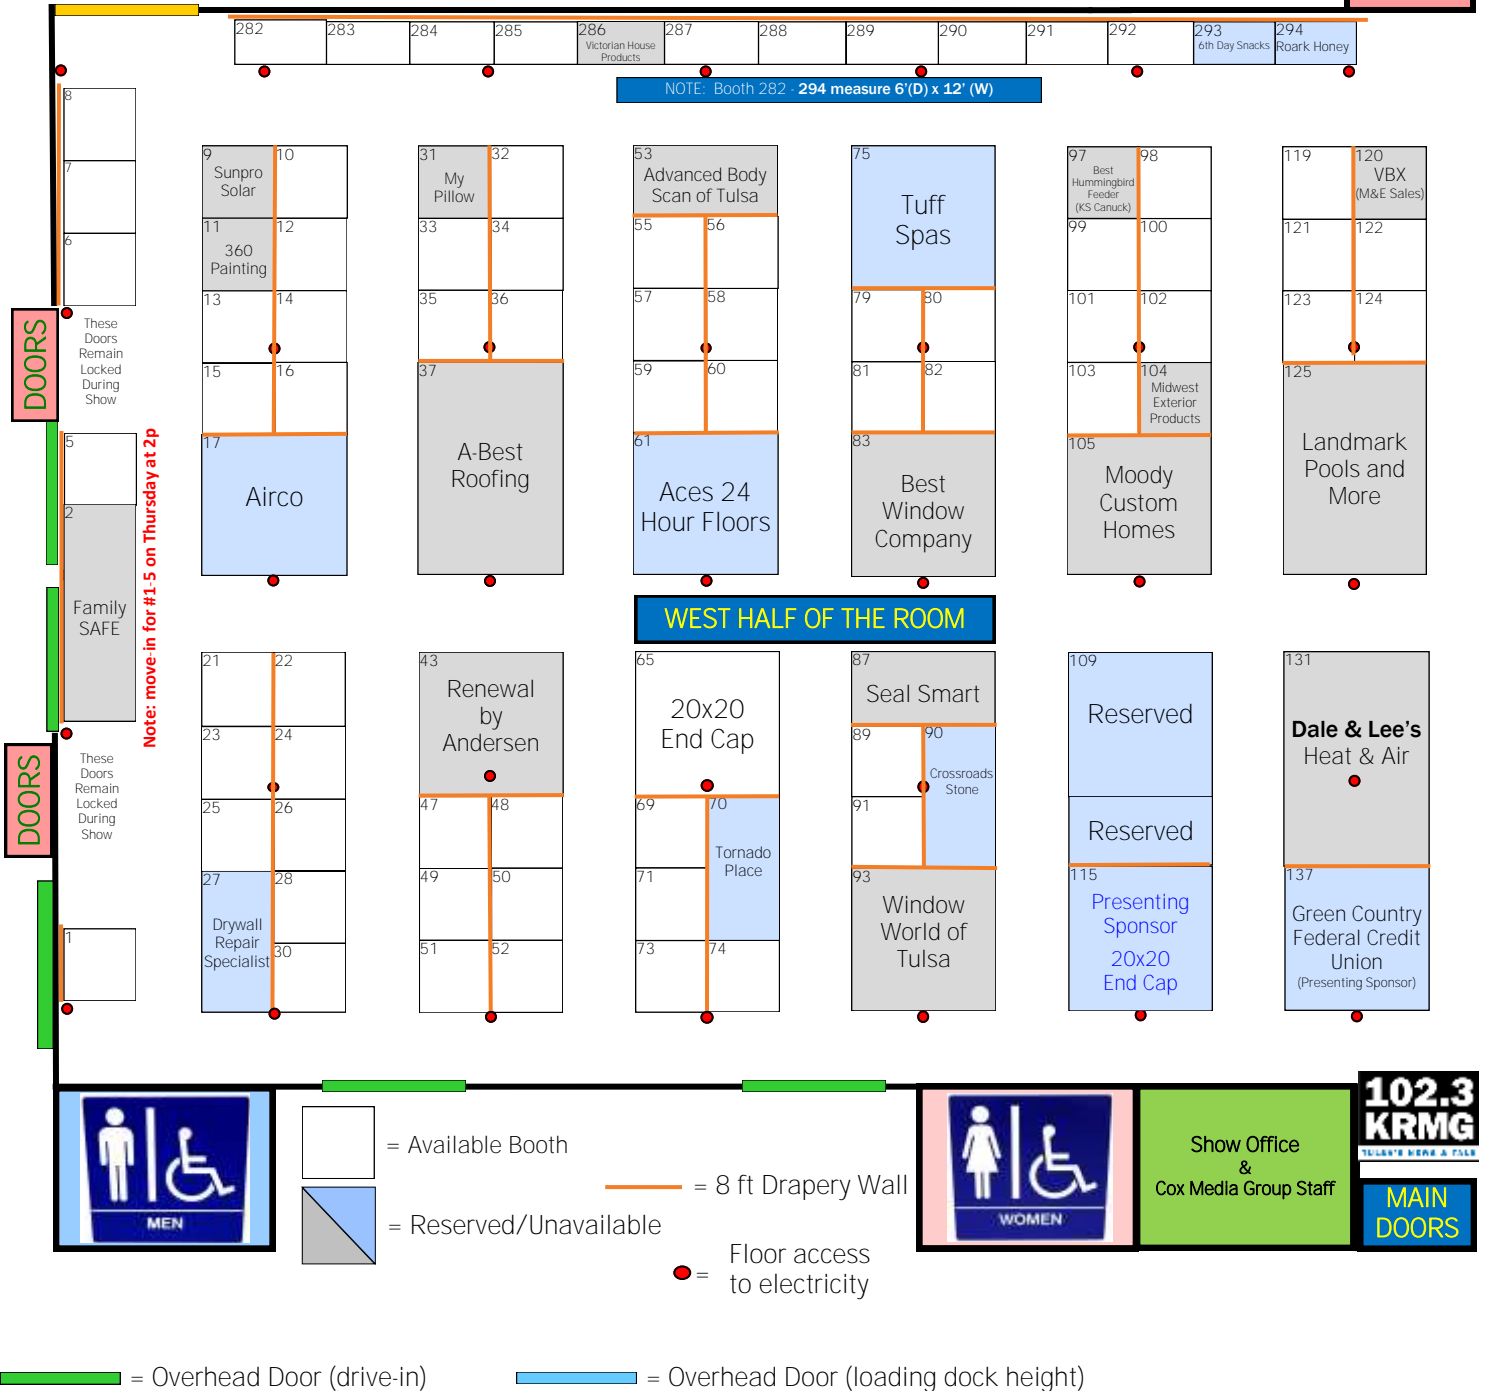 282
283
284
286
Victorian House
Products
287
288
289
290
291
292
293
6th Day Snacks
294
Roark Honey
NOTE:  Booth 282 - 294 measure 6'(D) x 12' (W)
8
7
6
DOORS
These
Doors
Remain
Locked
During
Show
5
2
Family
SAFE
Note: move-in for #1-5 on Thursday at 2p
DOORS
These
Doors
Remain
Locked
During
Show
1
9
Sunpro
Solar
10
11
360
Painting
12
13
14
15
16
17
Airco
31
My
Pillow
32
33
34
35
36
37
A-Best
Roofing
53
Advanced Body
Scan of Tulsa
55
56
57
58
59
60
61
Aces 24
Hour Floors
75
Tuff
Spas
79
80
81
82
83
Best
Window
Company
97
Best
Hummingbird
Feeder
(KS Canuck)
98
99
100
101
102
103
104
Midwest
Exterior
Products
105
Moody
Custom
Homes
119
120
VBX
(M&E Sales)
121
122
123
124
125
Landmark
Pools and
More
WEST HALF OF THE ROOM
21
22
23
24
25
26
27
Drywall
Repair
Specialist
28
30
43
Renewal
by
Andersen
47
48
49
50
51
52
65
20x20
End Cap
69
70
Tornado
Place
71
73
74
87
Seal Smart
89
90
Crossroads
Stone
91
93
Window
World of
Tulsa
109
Reserved
Reserved
115
Presenting
Sponsor
20x20
End Cap
131
Dale & Lee's
Heat & Air
137
Green Country
Federal Credit
Union
(Presenting Sponsor)
MEN
= Available Booth
= Reserved/Unavailable
= 8 ft Drapery Wall
= Floor access
to electricity
WOMEN
Show Office
&
Cox Media Group Staff
102.3
KRMG
TULSA'S NEWS & TALK
MAIN
DOORS
= Overhead Door (drive-in)
= Overhead Door (loading dock height)